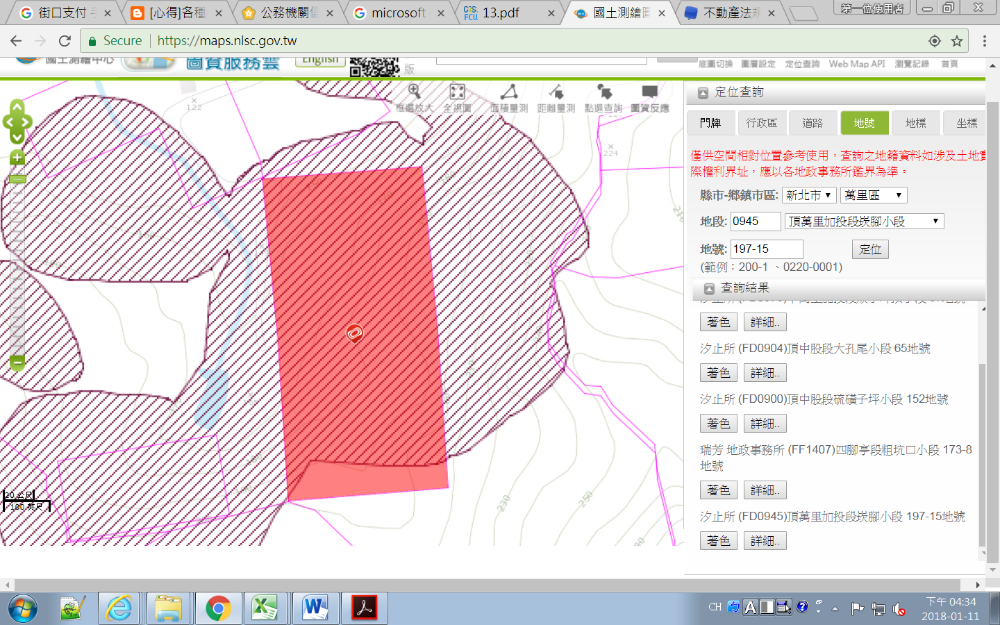 街口支付 手
[心得]各種
公務機關信
microsoft
13.pdf
國土測繪圖
不動產法規
第一位使用者
Secure
https://maps.nlsc.gov.tw
國土測繪中心
圖資服務雲
English
版
底圖切換 圖層設定 定位查詢 Web Map API 瀏覽記錄 首頁
框選放大 全視圖 面積量測 距離量測 點選查詢 圖資反應
122
224
定位查詢
門牌 行政區 道路 地號 地標 坐標
僅供空間相對位置參考使用，查詢之地籍資料如涉及土地實
際權利界址，應以各地政事務所鑑界為準。
縣市-鄉鎮市區: 新北市 萬里區
地段: 0945 頂萬里加投段崁腳小段
地號: 197-15 定位
(範例：200-1 、0220-0001)
查詢結果
著色 詳細..
汐止所 (FD0904)頂中股段大孔尾小段 65地號
著色 詳細..
汐止所 (FD0900)頂中股段硫磺子坪小段 152地號
著色 詳細..
瑞芳 地政事務所 (FF1407)四腳亭段粗坑口小段 173-8
地號
著色 詳細..
汐止所 (FD0945)頂萬里加投段崁腳小段 197-15地號
著色 詳細..
230
250
20 公尺
100 英尺
CH
下午 04:34
2018-01-11